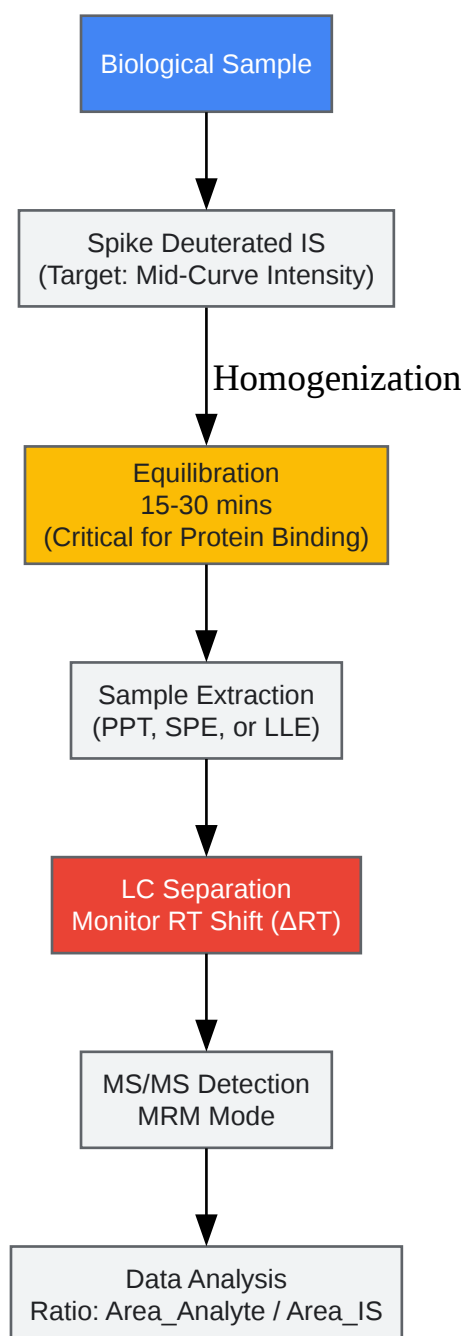 Biological Sample
Spike Deuterated IS
(Target: Mid-Curve Intensity)
Homogenization
Equilibration
15-30 mins
(Critical for Protein Binding)
Sample Extraction
(PPT, SPE, or LLE)
LC Separation
Monitor RT Shift (ΔRT)
MS/MS Detection
MRM Mode
Data Analysis
Ratio: Area_Analyte / Area_IS